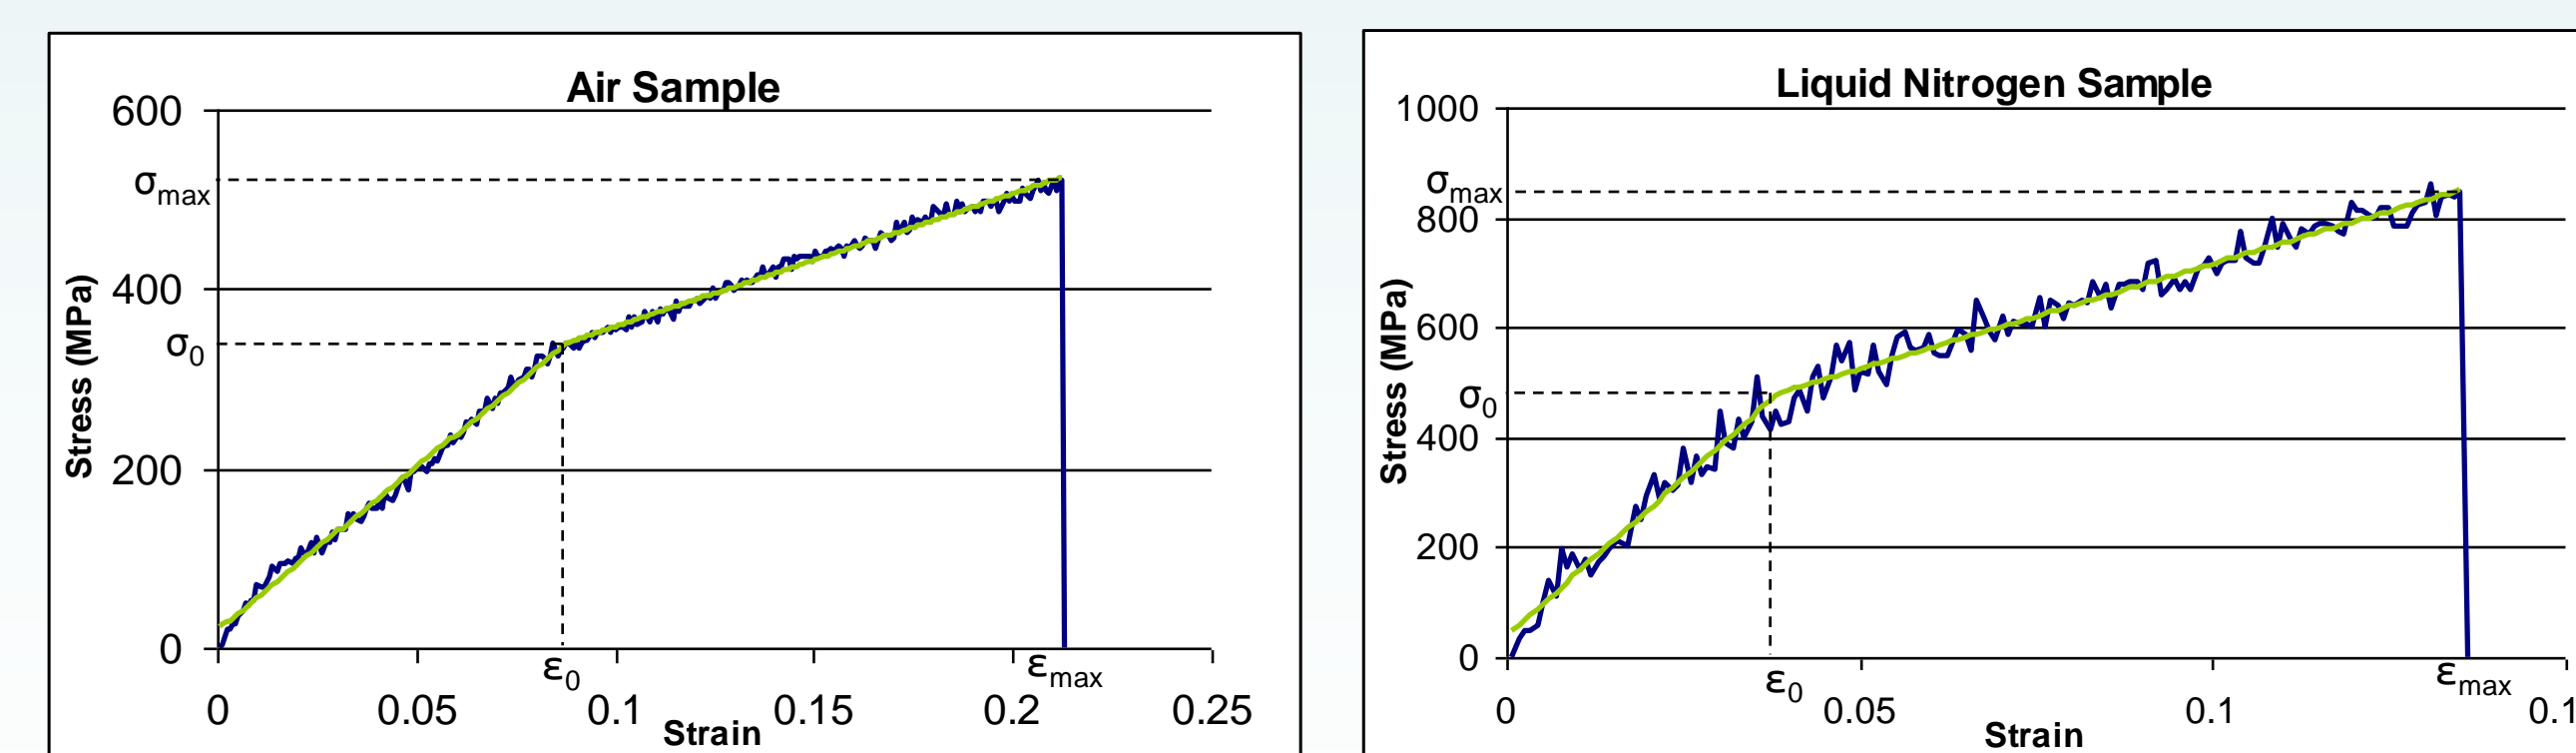 Air Sample
600
σmax
400
σ0
200
0
Stress (MPa)
ε0
εmax
0 0.05 0.1 0.15 0.2 0.25
Strain
Liquid Nitrogen Sample
1000
σmax
800
600
σ0
400
200
0
Stress (MPa)
ε0
εmax
0 0.05 0.1 0.1
Strain